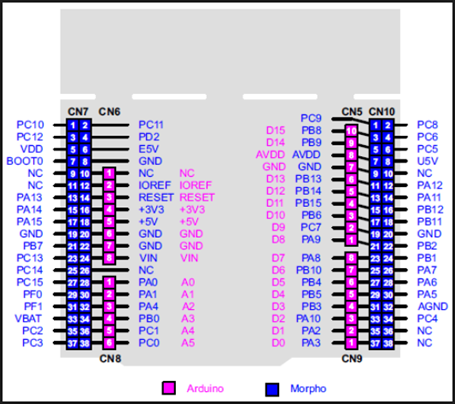 CN7 CN6 CN5 CN10
PC9
PC10 1 2 PC11 D15 PB8 10 1 2 PC8
PC12 3 4 PD2 D14 PB9 9 3 4 PC6
VDD 5 6 E5V AVDD AVDD 8 5 6 PC5
BOOT0 7 8 GND GND GND 7 7 8 U5V
NC 9 10 1 NC NC D13 PB13 6 9 10 NC
NC 11 12 2 IOREF IOREF D12 PB14 5 11 12 PA12
PA13 13 14 3 RESET RESET D11 PB15 4 13 14 PA11
PA14 15 16 4 +3V3 +3V3 D10 PB6 3 15 16 PB12
PA15 17 18 5 +5V +5V D9 PC7 2 17 18 PB11
GND 19 20 6 GND GND D8 PA9 1 19 20 GND
PB7 21 22 7 GND GND 21 22 PB2
PC13 23 24 8 VIN VIN D7 PA8 8 23 24 PB1
PC14 25 26 NC D6 PB10 7 25 26 PA7
PC15 27 28 1 PA0 A0 D5 PB4 6 27 28 PA6
PF0 29 30 2 PA1 A1 D4 PB5 5 29 30 PA5
PF1 31 32 3 PA4 A2 D3 PB3 4 31 32 AGND
VBAT 33 34 4 PB0 A3 D2 PA10 3 33 34 PC4
PC2 35 36 5 PC1 A4 D1 PA2 2 35 36 NC
PC3 37 38 6 PC0 A5 D0 PA3 1 37 38 NC
CN8 CN9
Arduino Morpho